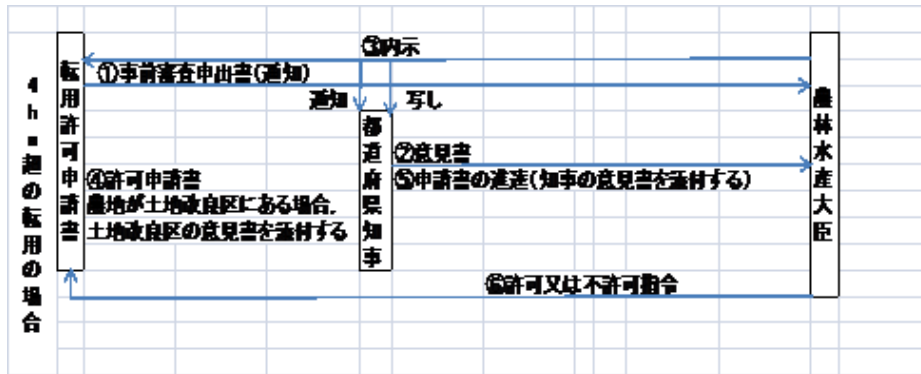 4ha超の転用の場合
転用許可申請書
③内示
①事前審査申出書(通知)
通知
写し
都道府県知事
②意見書
⑤申請書の進達(知事の意見書を添付する)
④許可申請書
農地が土地改良区にある場合、
土地改良区の意見書を添付する
⑥許可又は不許可指令
農林水産大臣